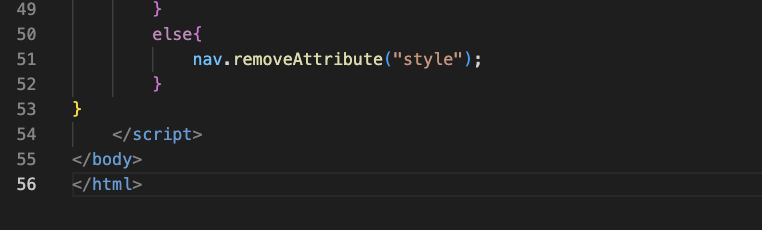 49 }
50 else{
51 nav.removeAttribute("style");
52 }
53 }
54 </script>
55 </body>
56 </html>